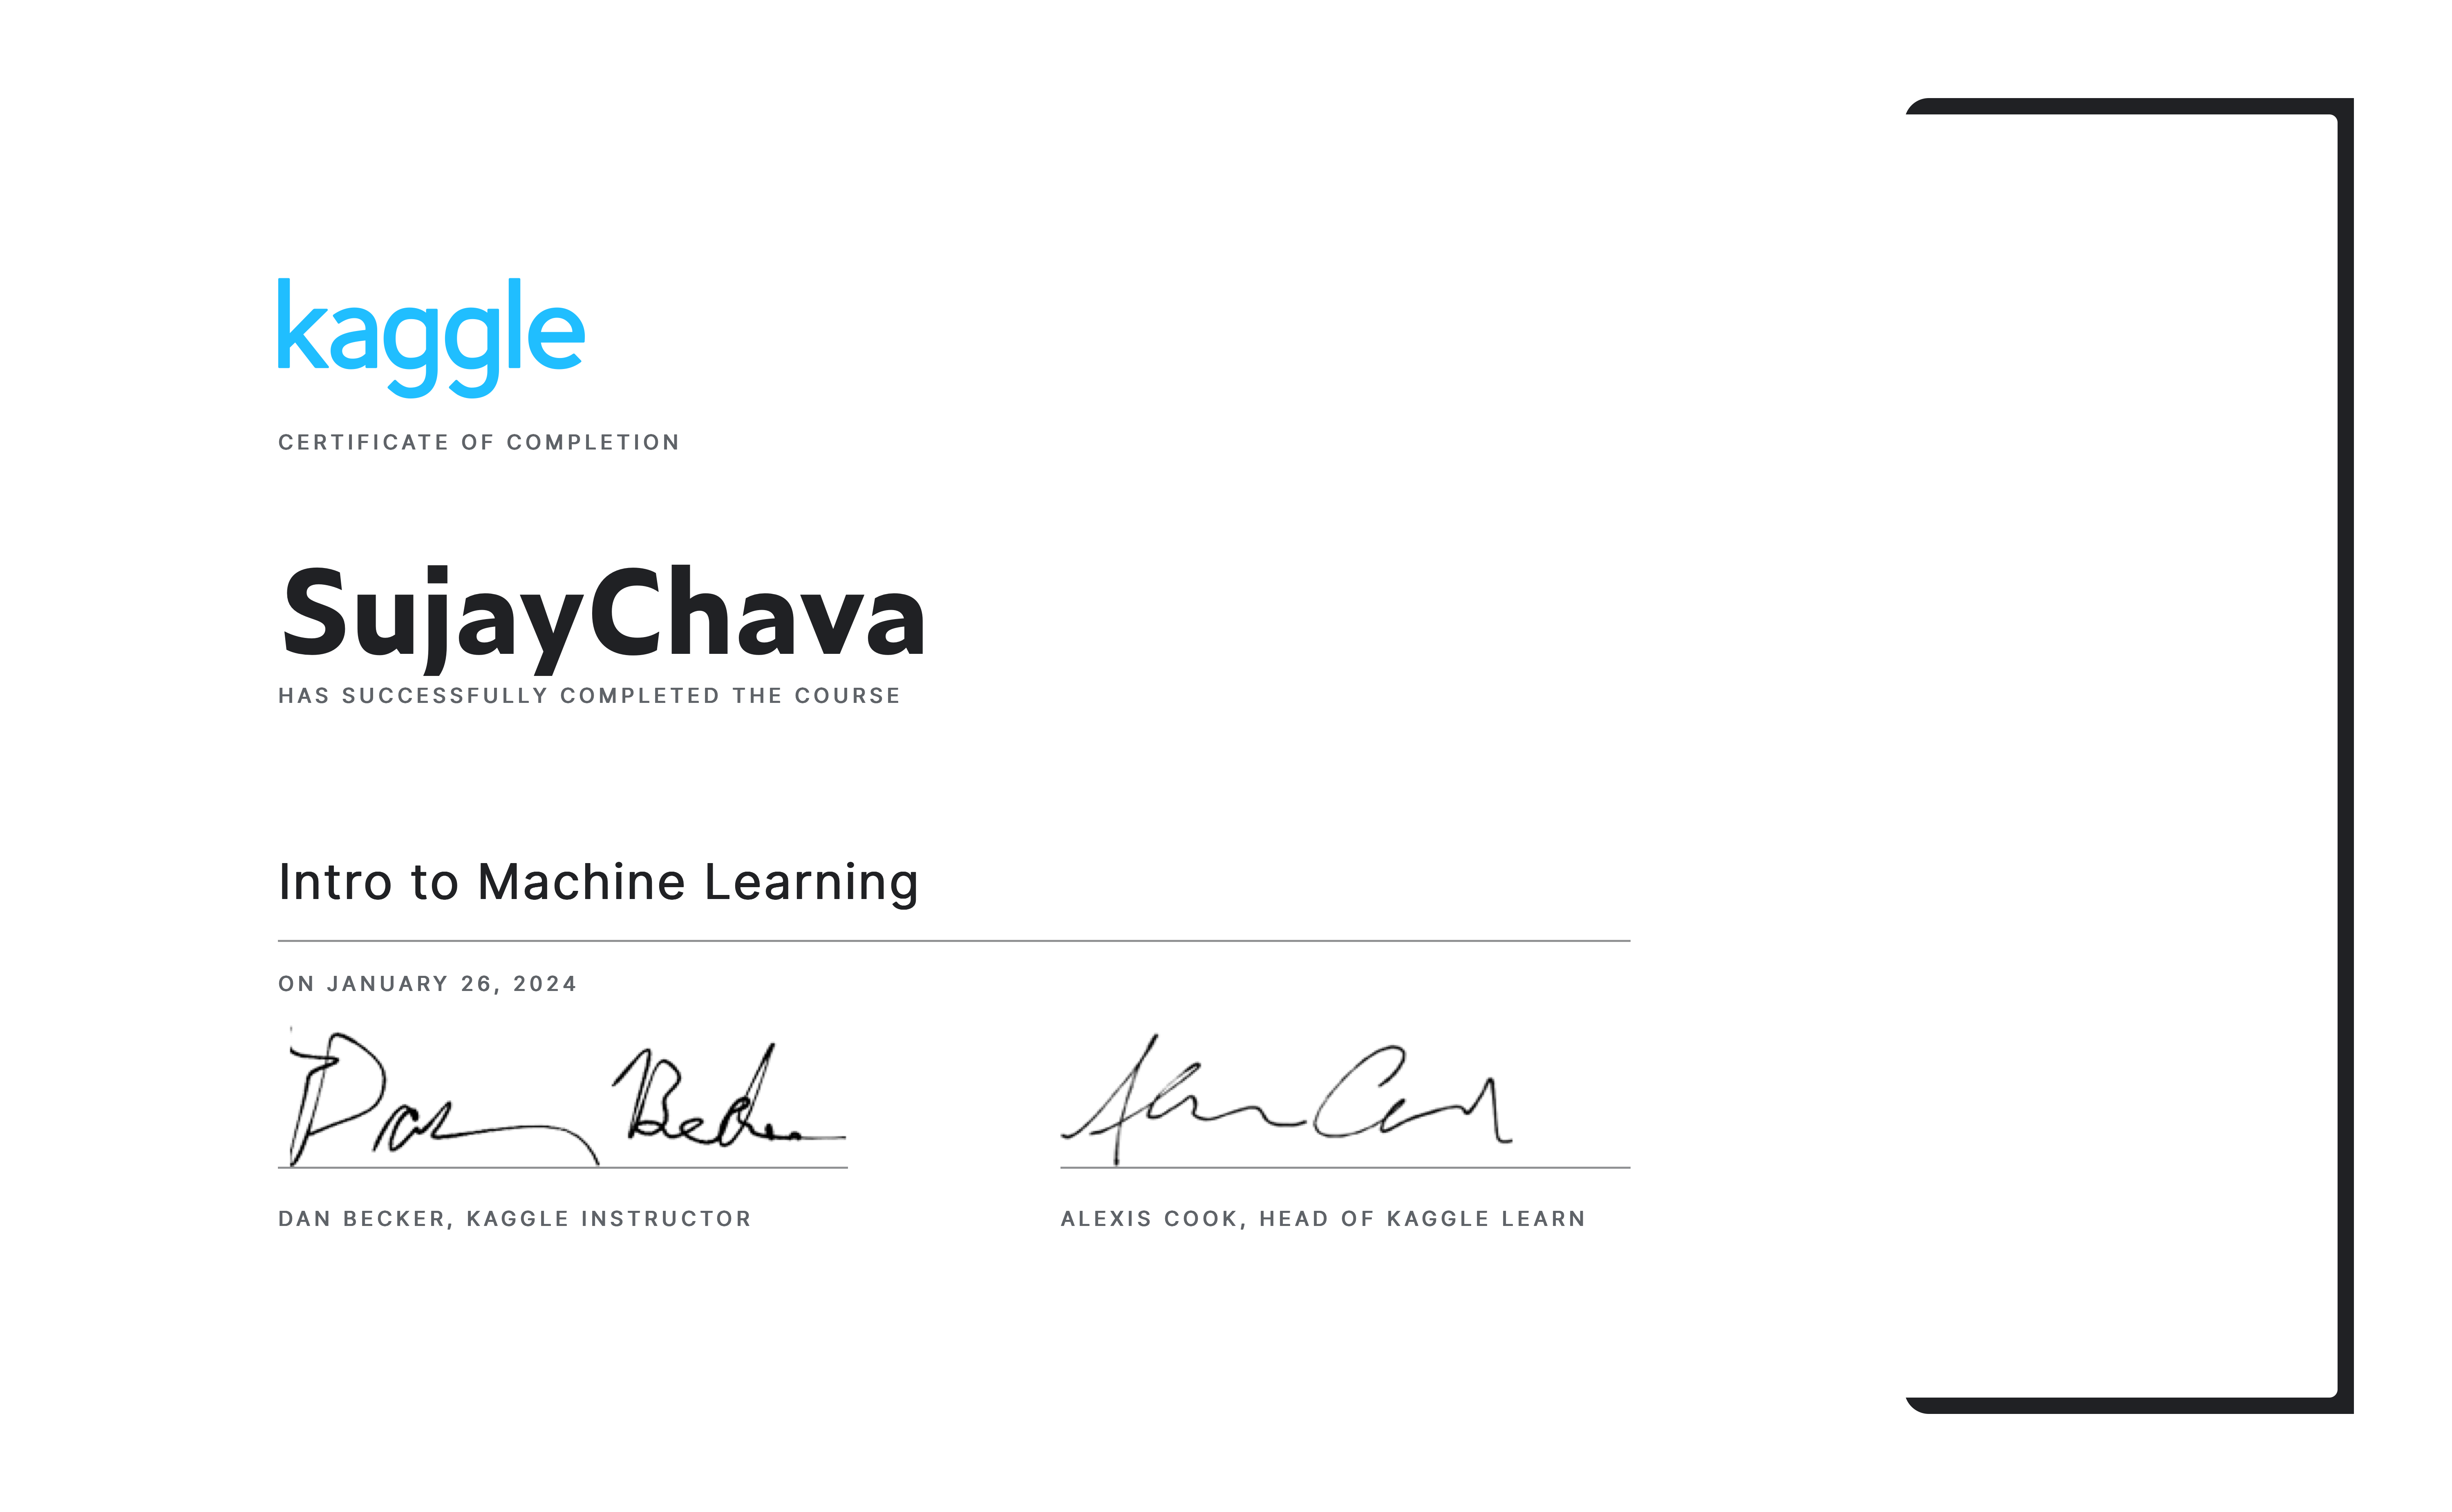 kaggle
CERTIFICATE OF COMPLETION
SujayChava
HAS SUCCESSFULLY COMPLETED THE COURSE
Intro to Machine Learning
ON JANUARY 26, 2024
Dan Becker
Alexis Cook
DAN BECKER, KAGGLE INSTRUCTOR
ALEXIS COOK, HEAD OF KAGGLE LEARN